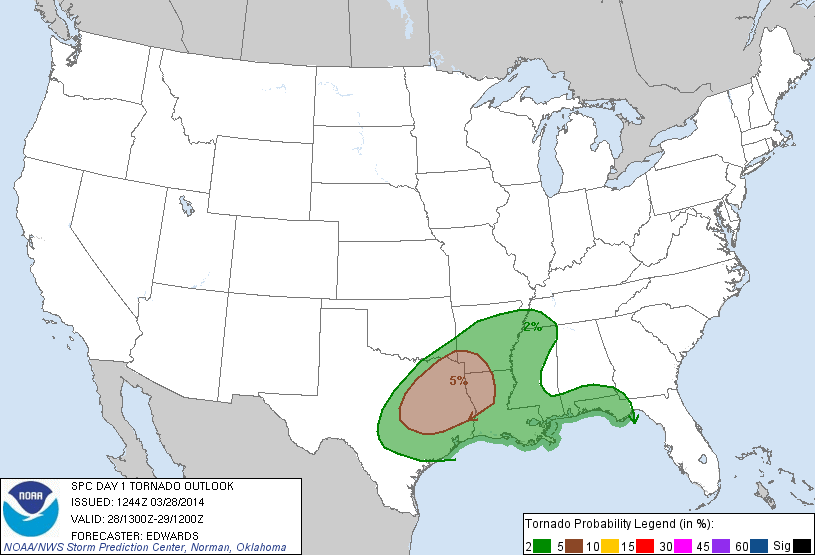 2%
5%
NOAA
SPC DAY 1 TORNADO OUTLOOK
ISSUED: 1244Z 03/28/2014
VALID: 28/1300Z-29/1200Z
FORECASTER: EDWARDS
NOAA/NWS Storm Prediction Center, Norman, Oklahoma
Tornado Probability Legend (in %):
2 5 10 15 30 45 60 Sig